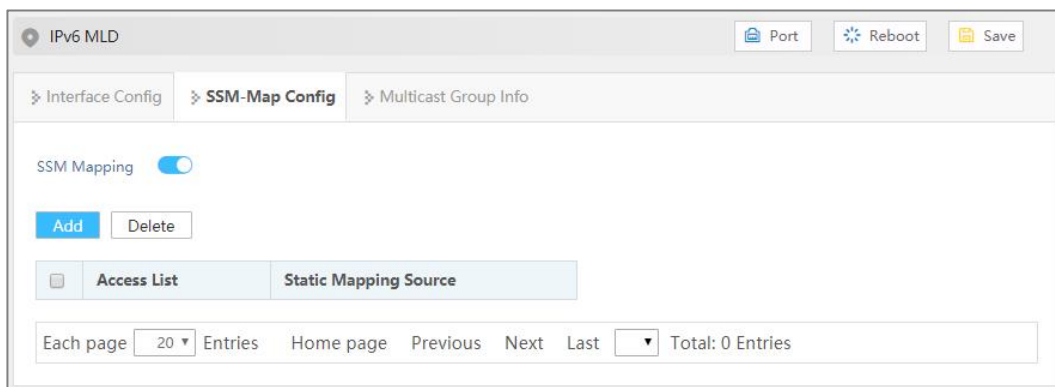 IPv6 MLD Port Reboot Save
Interface Config SSM-Map Config Multicast Group Info
SSM Mapping
Add Delete
Access List Static Mapping Source
Each page 20 Entries Home page Previous Next Last Total: 0 Entries